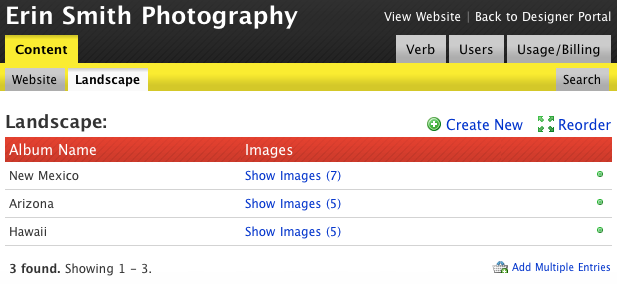 Erin Smith Photography
View Website | Back to Designer Portal
Content Verb Users Usage/Billing
Website Landscape Search
Landscape: Create New Reorder
Album Name Images
New Mexico Show Images (7)
Arizona Show Images (5)
Hawaii Show Images (5)
3 found. Showing 1 – 3. Add Multiple Entries